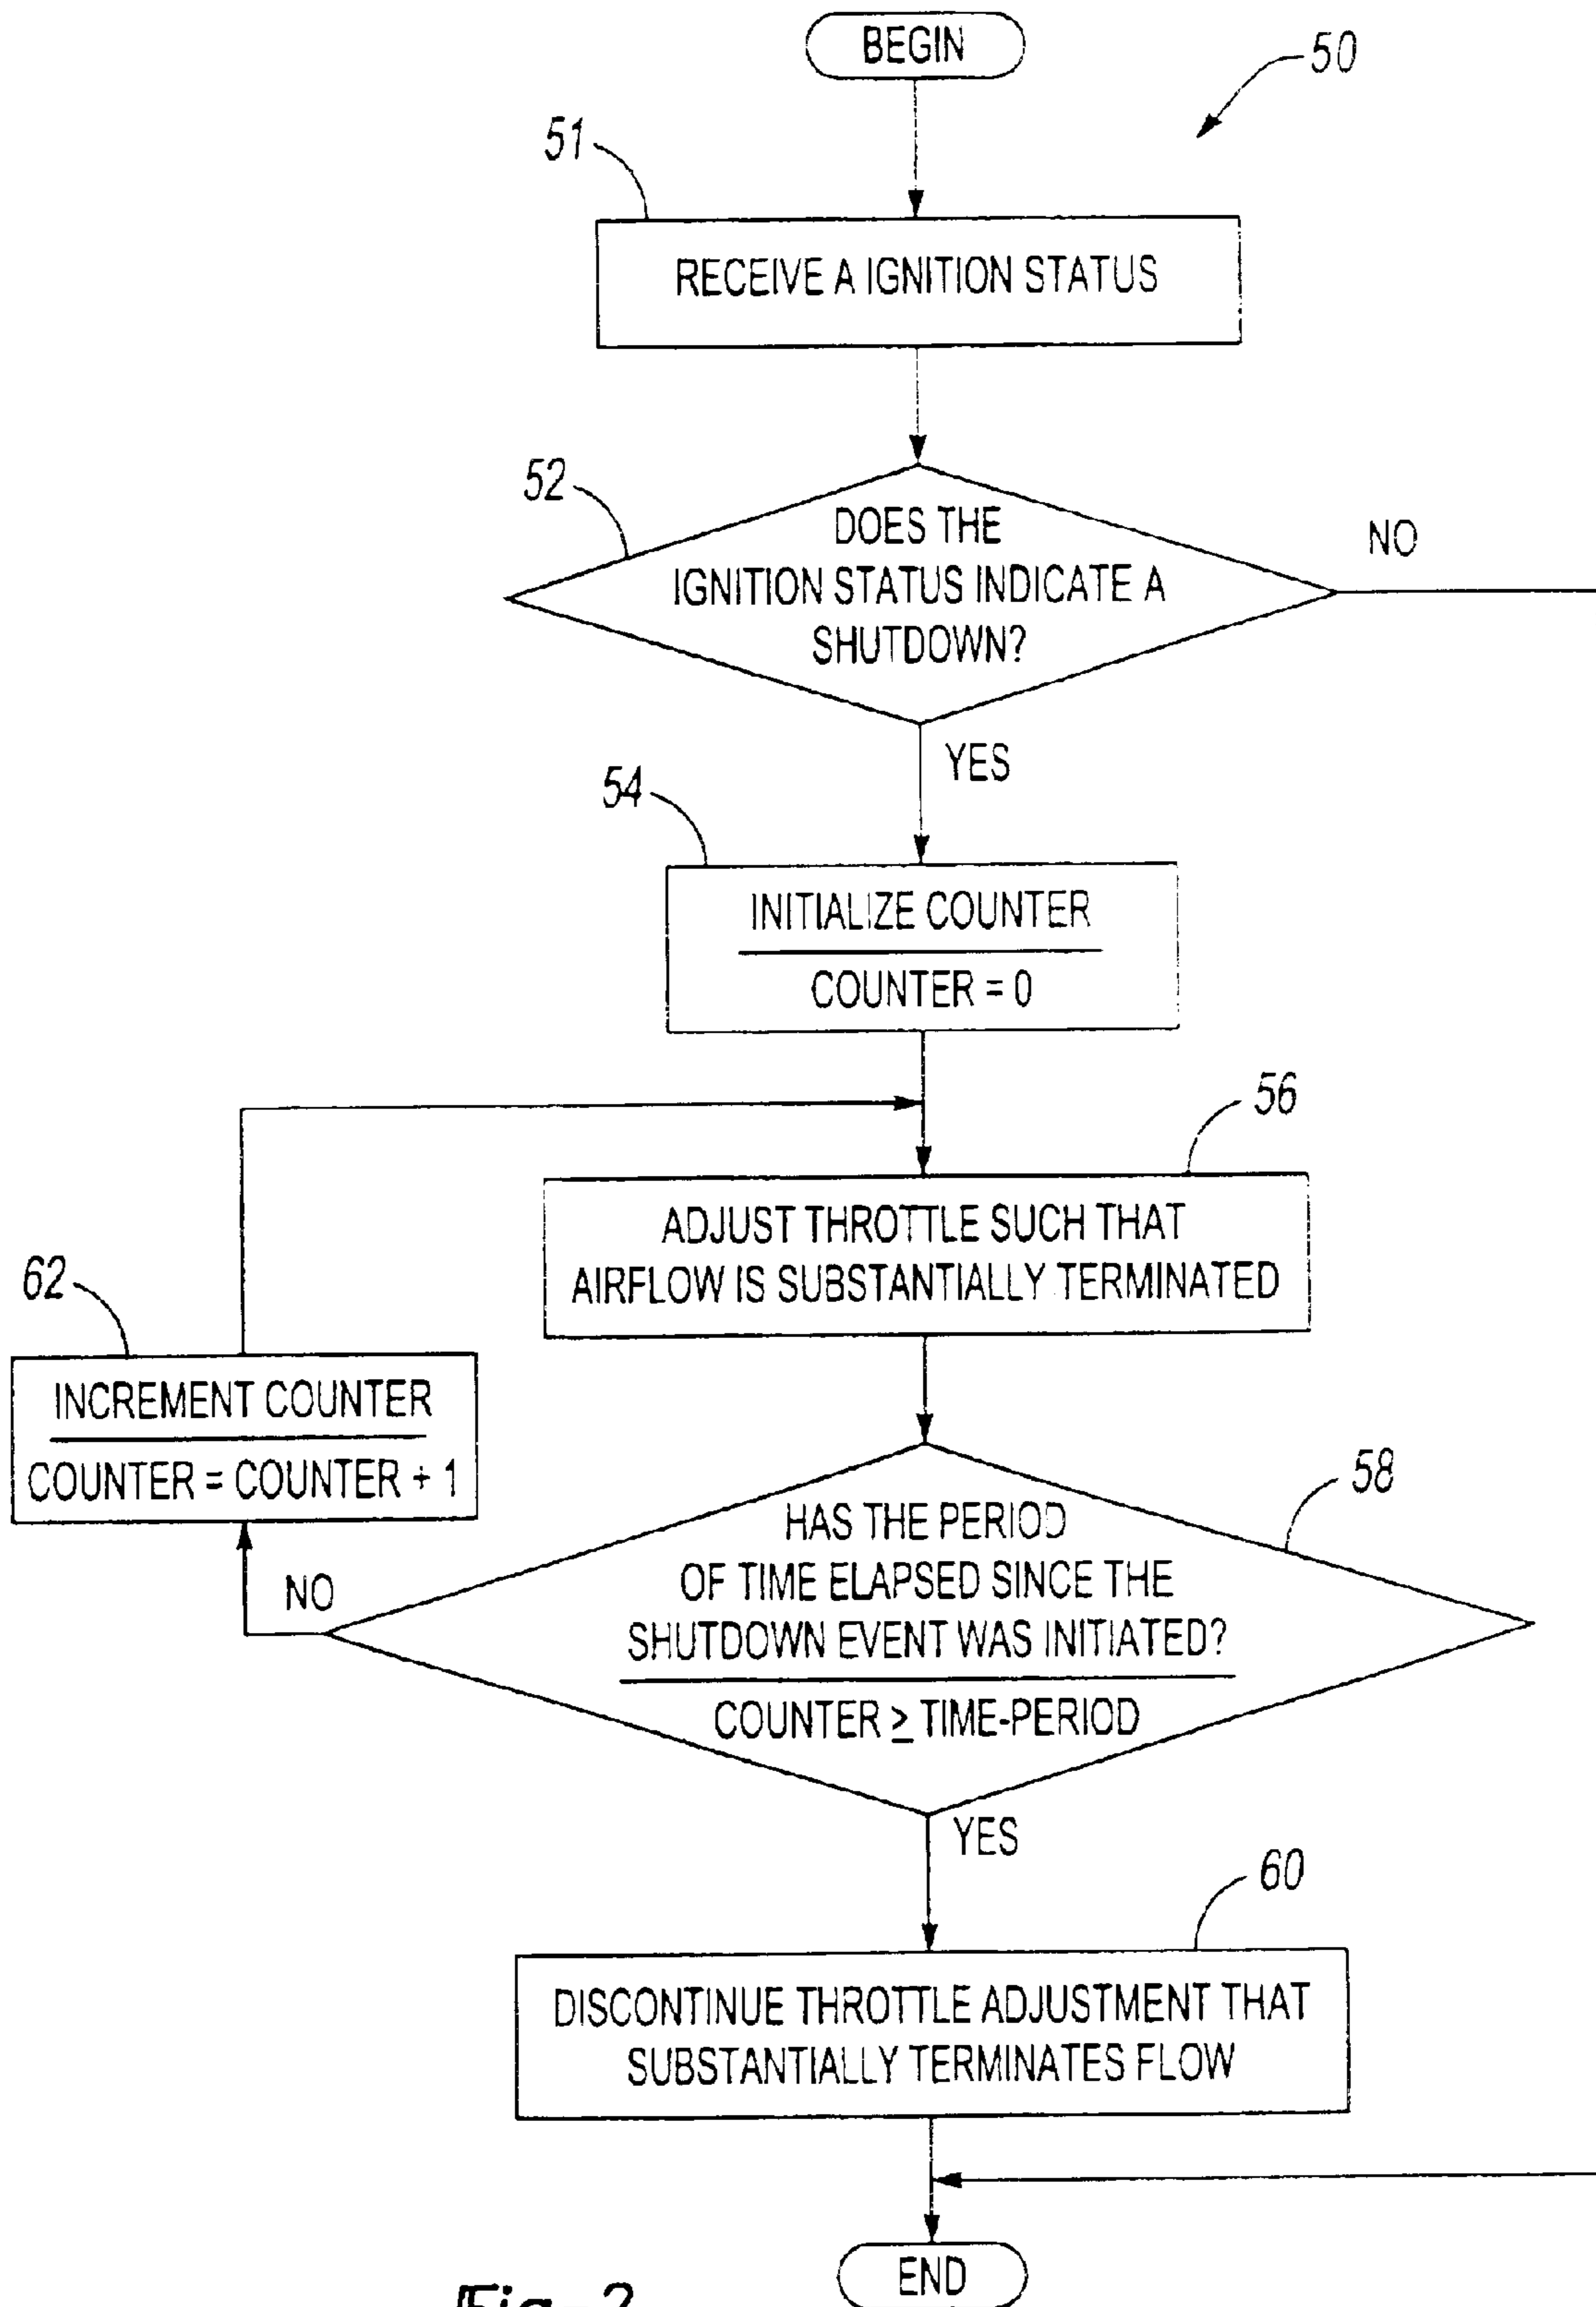 BEGIN
50
51
RECEIVE A IGNITION STATUS
52
DOES THE
IGNITION STATUS INDICATE A
SHUTDOWN?
NO
YES
54
INITIALIZE COUNTER
COUNTER = 0
56
ADJUST THROTTLE SUCH THAT
AIRFLOW IS SUBSTANTIALLY TERMINATED
62
INCREMENT COUNTER
COUNTER = COUNTER + 1
58
HAS THE PERIOD
OF TIME ELAPSED SINCE THE
SHUTDOWN EVENT WAS INITIATED?
COUNTER ≥ TIME-PERIOD
NO
YES
60
DISCONTINUE THROTTLE ADJUSTMENT THAT
SUBSTANTIALLY TERMINATES FLOW
END
Fig-2